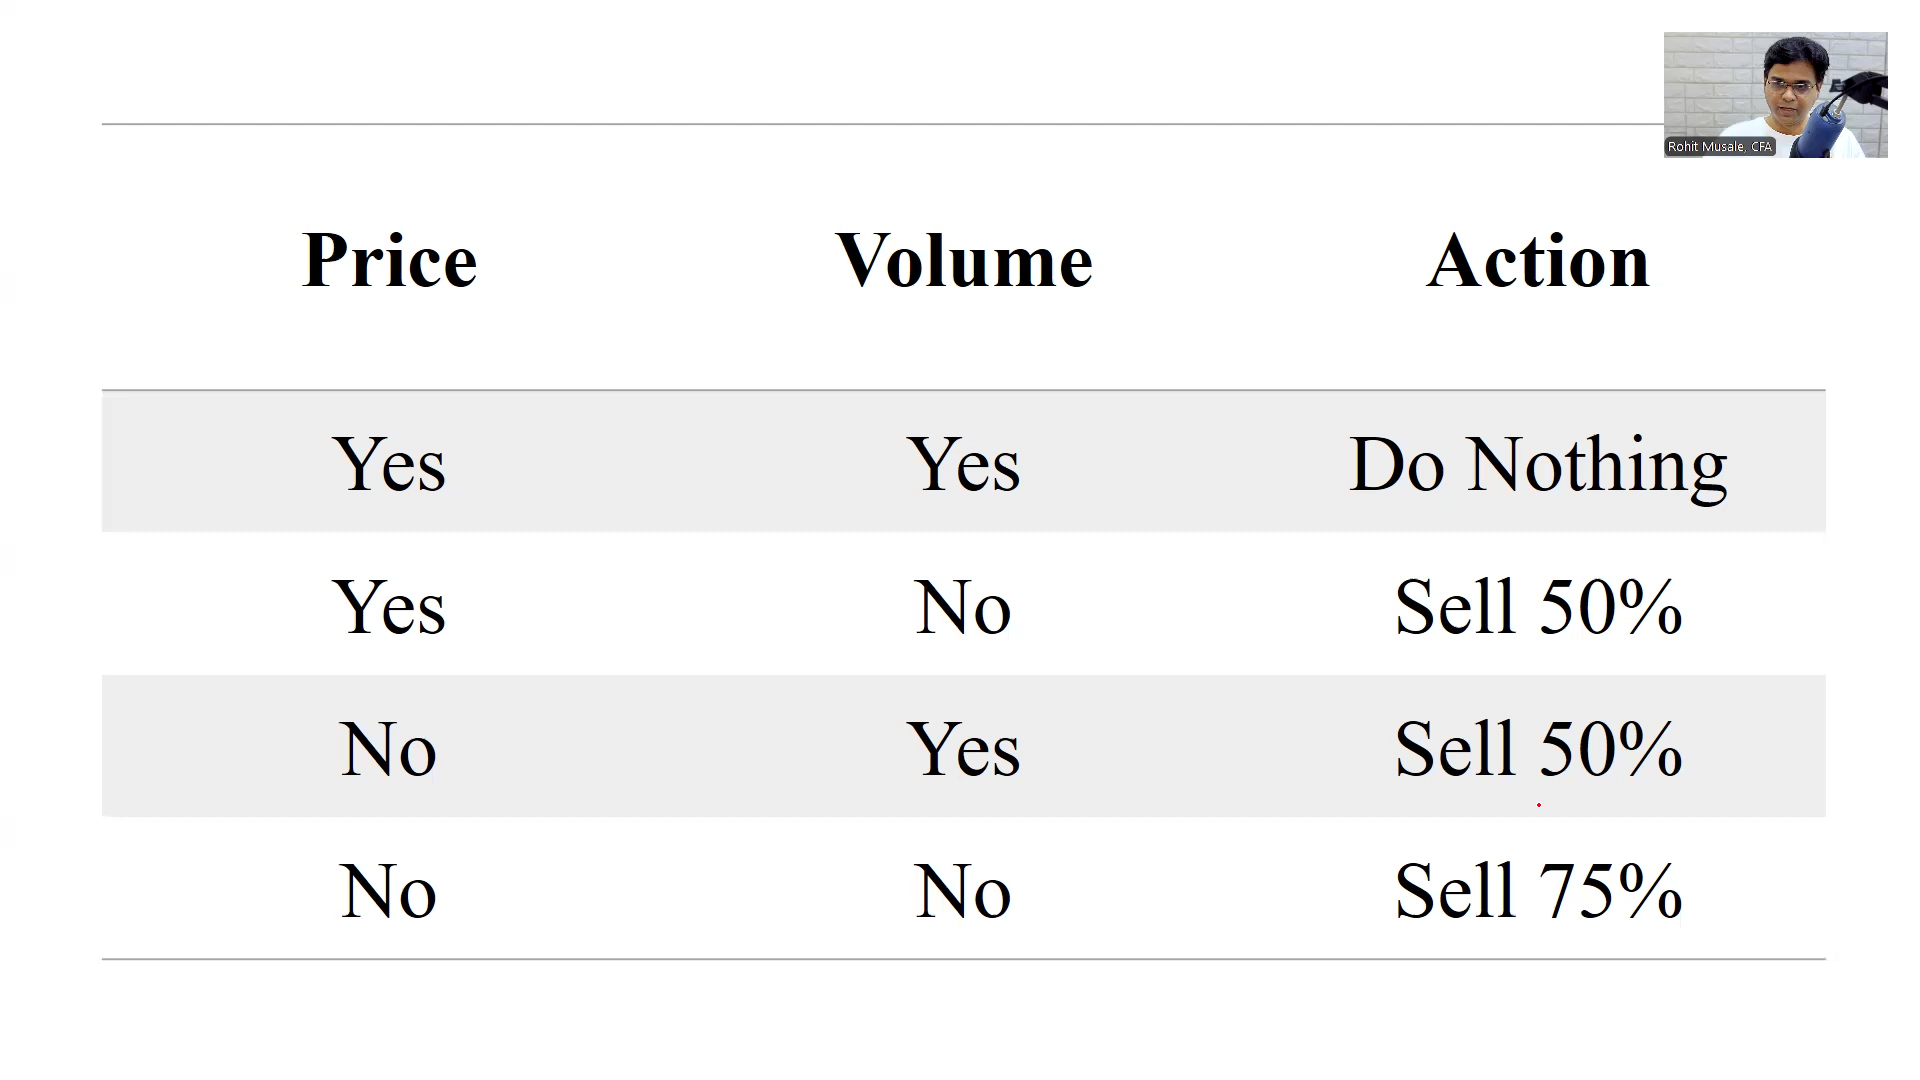 Rohit Musale, CFA
Price Volume Action
Yes Yes Do Nothing
Yes No Sell 50%
No Yes Sell 50%
No No Sell 75%